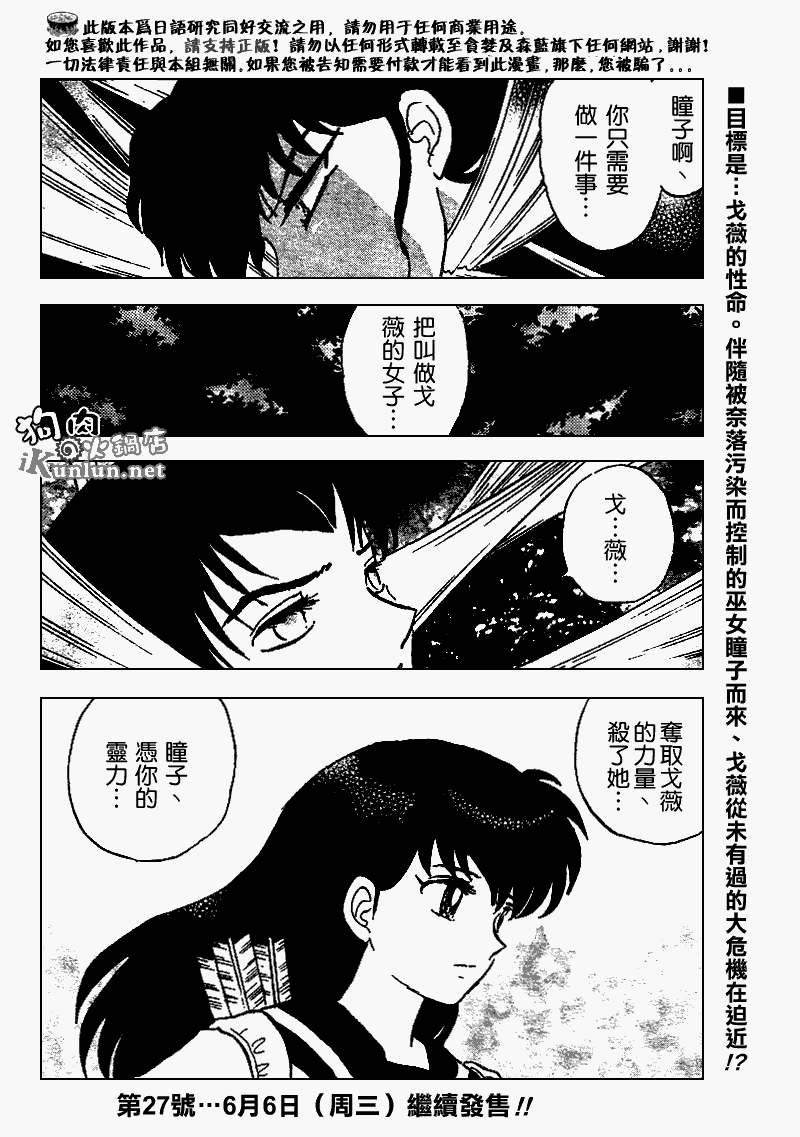 此版本爲日語研究同好交流之用，請勿用于任何商業用途。
如您喜歡此作品，請支持正版！請勿以任何形式轉載至食髮及森藍旗下任何網站，謝謝！
一切法律責任與本組無關。如果您被告知需要付款才能看到此漫畫，那麼，您被騙了...
瞳子啊、
你只需要
做一件事…
■目標是…戈薇的性命。伴隨被奈落污染而控制的巫女瞳子而來、戈薇從未有過的大危機在迫近!?
把叫做戈
薇的女子…
狗肉
火鍋店
iKunlun.net
戈…薇…
奪取戈薇
的力量、
殺了她…
瞳子、
憑你的
靈力…
第27號…6月6日（周三）繼續發售!!